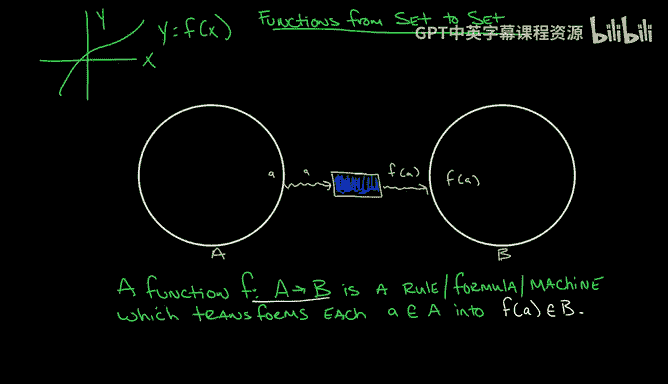 Functions from Set to Set
GPT中英字幕课程资源 bilibili
y
y = f(x)
x
a
a
f(a)
f(a)
A
B
A function f: A→B is A RULE/formula/MACHINE
which transforms EACH a ∈ A into f(a) ∈ B.